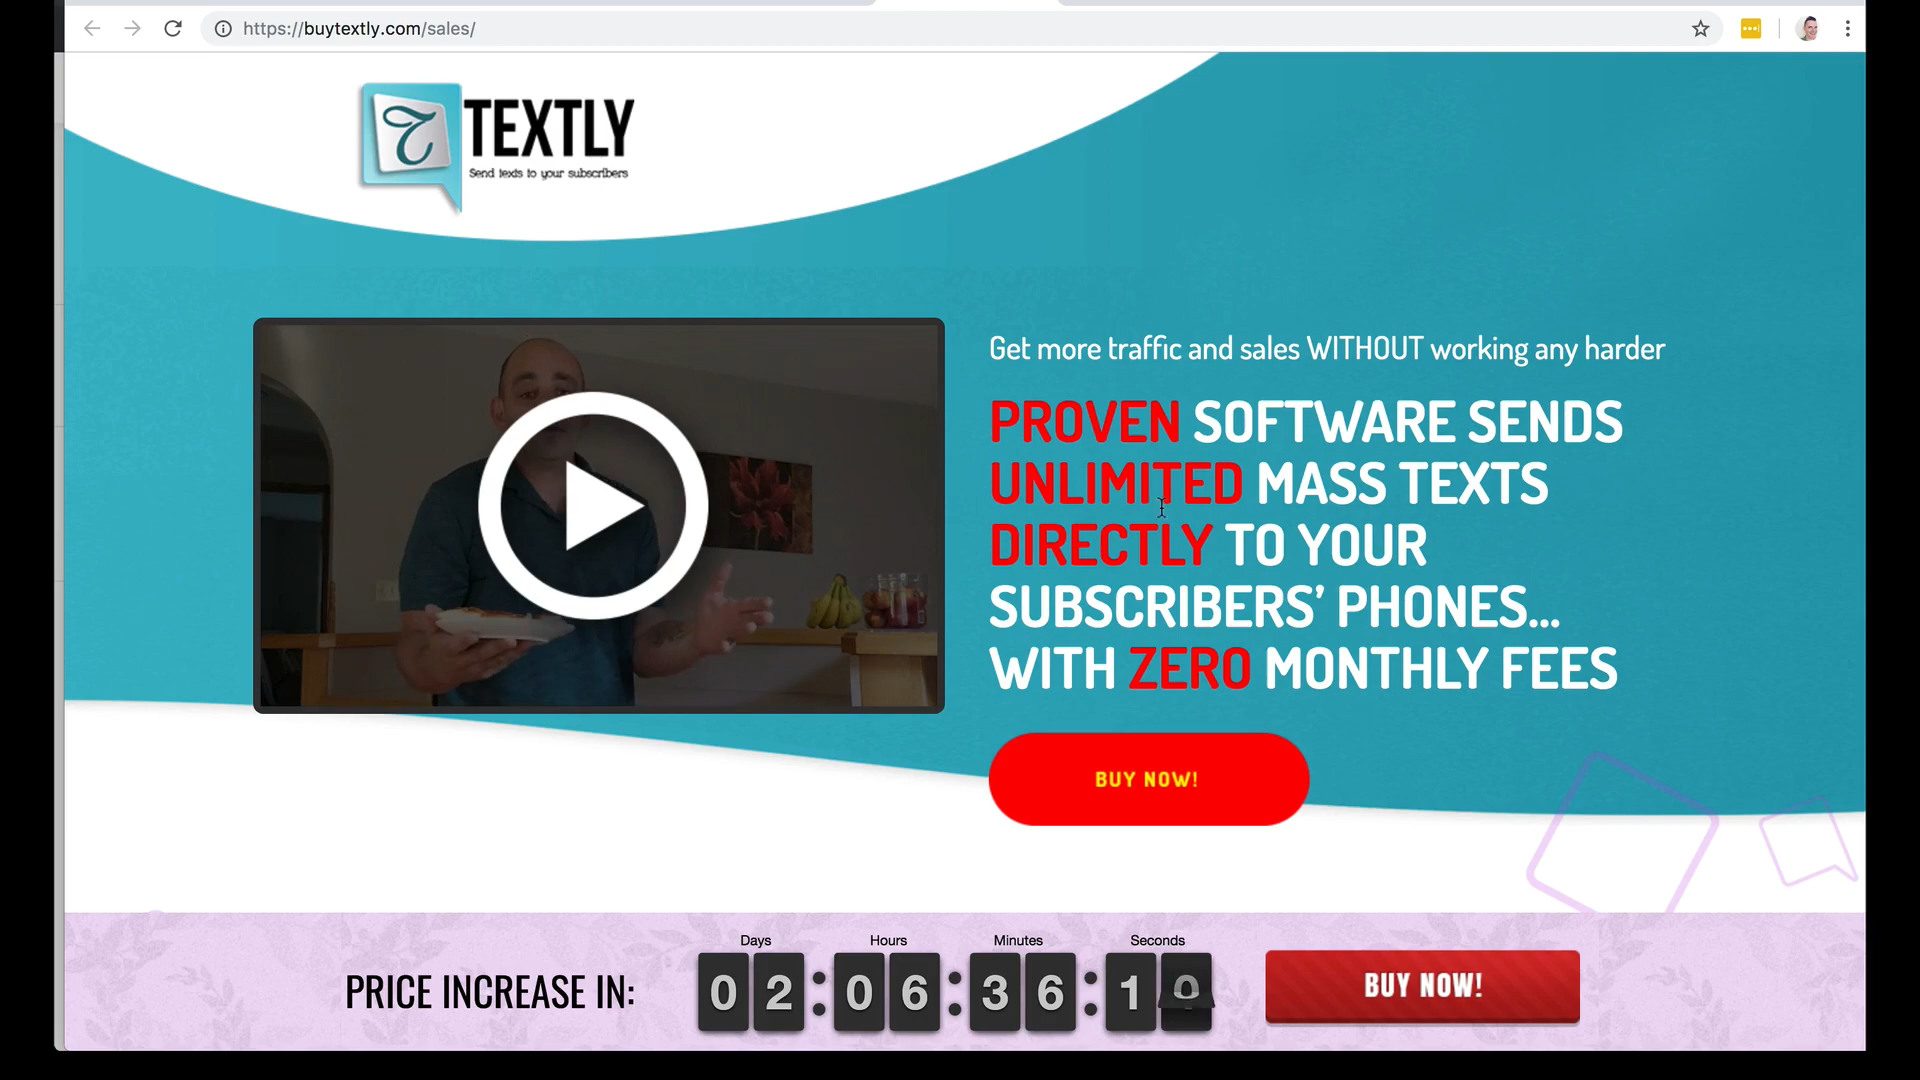 https://buytextly.com/sales/
TEXTLY
Send texts to your subscribers
Get more traffic and sales WITHOUT working any harder
PROVEN SOFTWARE SENDS
UNLIMITED MASS TEXTS
DIRECTLY TO YOUR
SUBSCRIBERS’ PHONES...
WITH ZERO MONTHLY FEES
BUY NOW!
Days Hours Minutes Seconds
PRICE INCREASE IN: 02:06:36:1
BUY NOW!